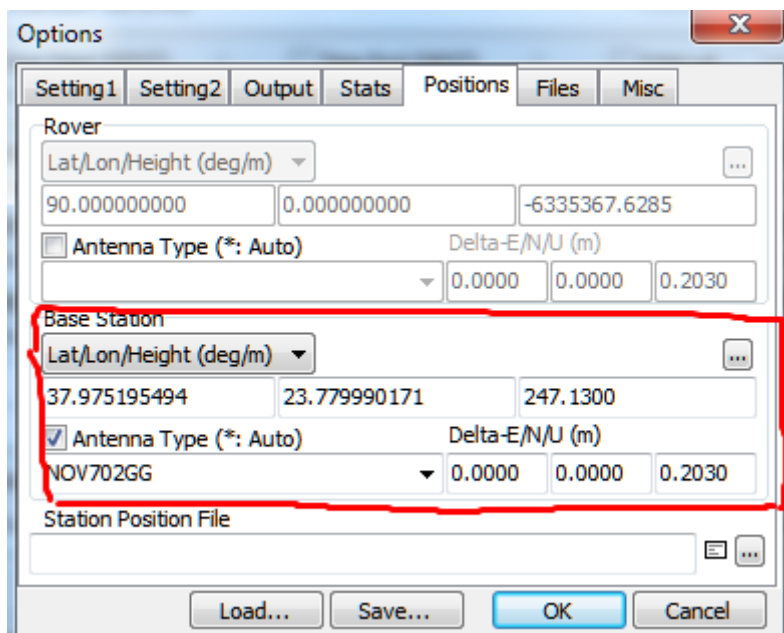 Options
Setting1 Setting2 Output Stats Positions Files Misc
Rover
Lat/Lon/Height (deg/m) ...
90.000000000 0.000000000 -6335367.6285
Antenna Type (*: Auto) Delta-E/N/U (m)
0.0000 0.0000 0.2030
Base Station
Lat/Lon/Height (deg/m) ...
37.975195494 23.779990171 247.1300
Antenna Type (*: Auto) Delta-E/N/U (m)
NOV702GG 0.0000 0.0000 0.2030
Station Position File
...
Load... Save... OK Cancel